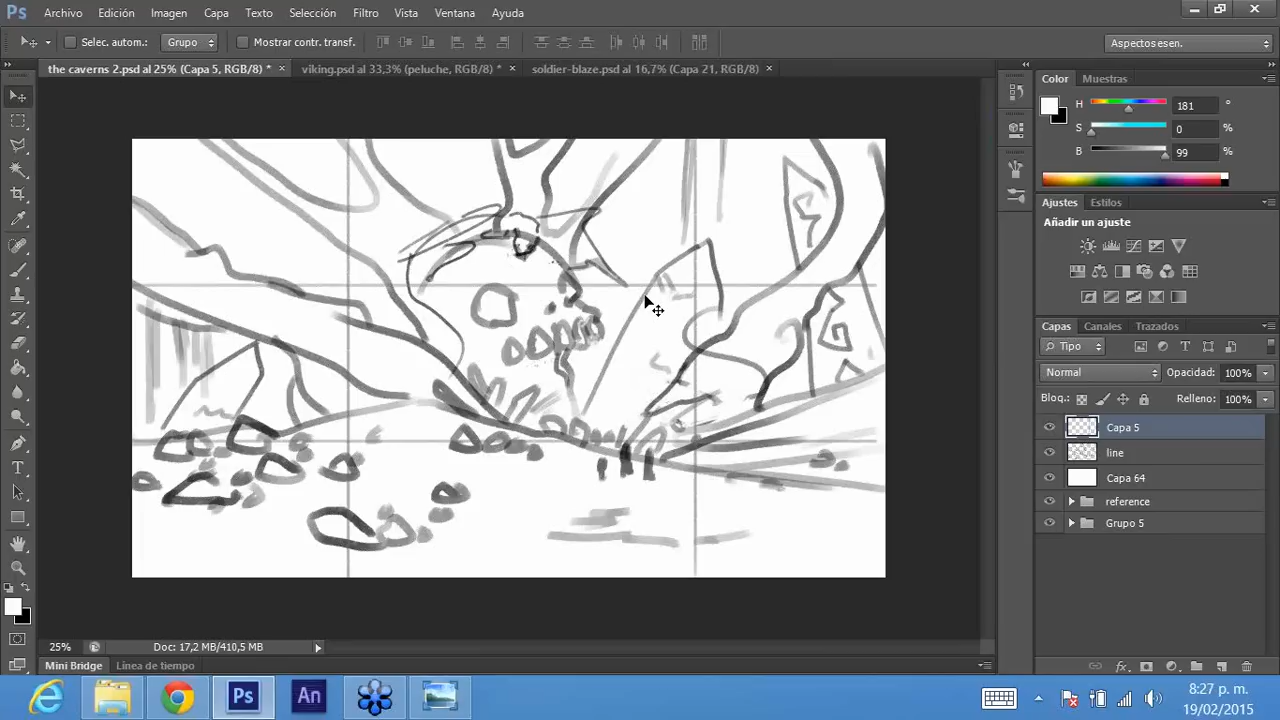 Ps Archivo Edición Imagen Capa Texto Selección Filtro Vista Ventana Ayuda
Selec. autom.: Grupo Mostrar contr. transf. Aspectos esen.
the caverns 2.psd al 25% (Capa 5, RGB/8) * × viking.psd al 33,3% (peluche, RGB/8) * × soldier-blaze.psd al 16,7% (Capa 21, RGB/8) ×
Color Muestras
H 181 °
S 0 %
B 99 %
Ajustes Estilos
Añadir un ajuste
Capas Canales Trazados
Tipo
Normal Opacidad: 100%
Bloq.: Relleno: 100%
Capa 5
line
Capa 64
reference
Grupo 5
25% Doc: 17,2 MB/410,5 MB
Mini Bridge Línea de tiempo
Ps An
8:27 p. m.
19/02/2015